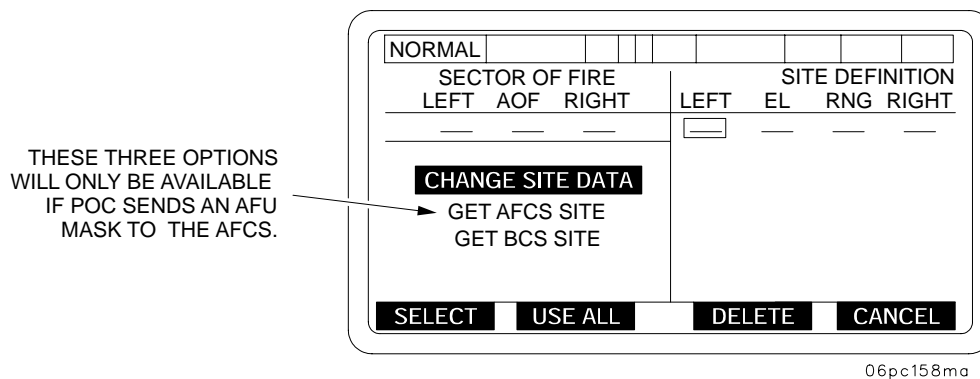 NORMAL
SECTOR OF FIRE
LEFT AOF RIGHT
SITE DEFINITION
LEFT EL RNG RIGHT
THESE THREE OPTIONS
WILL ONLY BE AVAILABLE
IF POC SENDS AN AFU
MASK TO THE AFCS.
CHANGE SITE DATA
GET AFCS SITE
GET BCS SITE
SELECT USE ALL DELETE CANCEL
06pc158ma